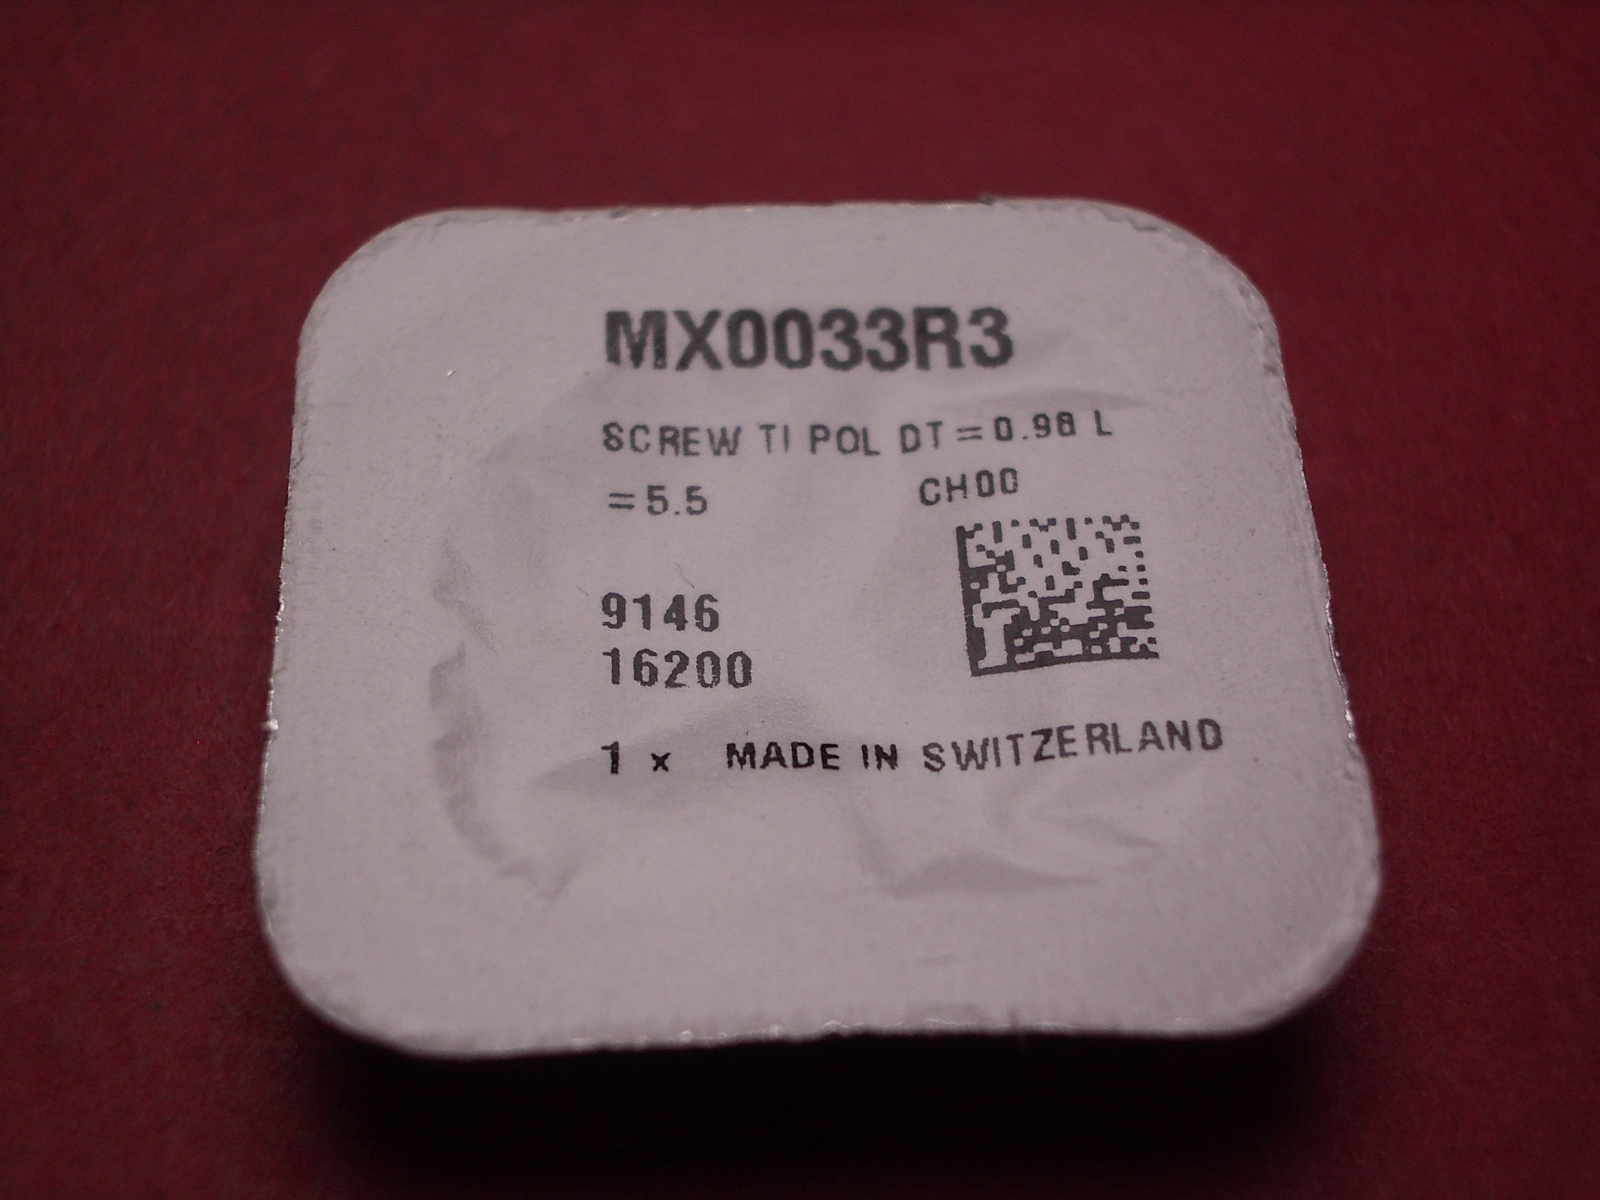 MX0033R3
SCREW TI POL DT=0.98 L
=5.5 CH00
9146
16200
1 x MADE IN SWITZERLAND